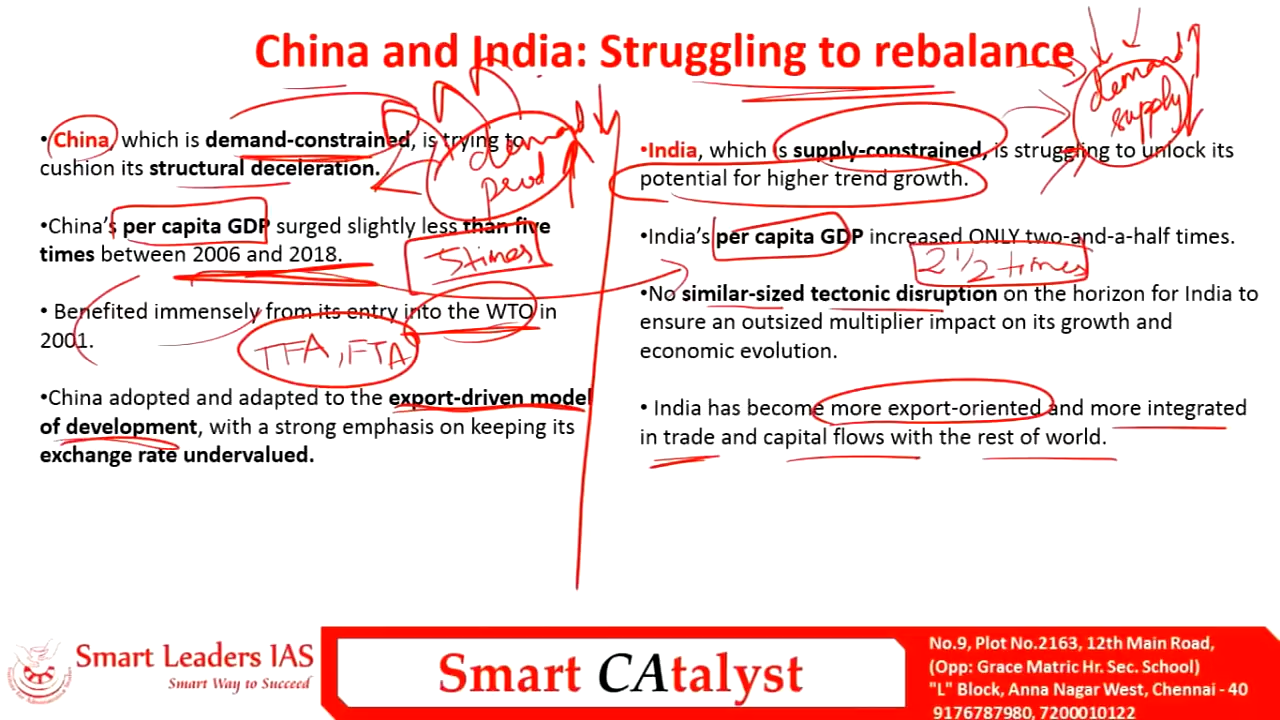 China and India: Struggling to rebalance
•China, which is demand-constrained, is trying to
cushion its structural deceleration.
demand
prod
•China's per capita GDP surged slightly less than five
times between 2006 and 2018.
5times
• Benefited immensely from its entry into the WTO in
2001.
TFA, FTA
•China adopted and adapted to the export-driven model
of development, with a strong emphasis on keeping its
exchange rate undervalued.
demand
supply
•India, which is supply-constrained, is struggling to unlock its
potential for higher trend growth.
•India's per capita GDP increased ONLY two-and-a-half times.
2 1/2 times
•No similar-sized tectonic disruption on the horizon for India to
ensure an outsized multiplier impact on its growth and
economic evolution.
• India has become more export-oriented and more integrated
in trade and capital flows with the rest of world.
Smart Leaders IAS
Smart Way to Succeed
Smart CAtalyst
No.9, Plot No.2163, 12th Main Road,
(Opp: Grace Matric Hr. Sec. School)
"L" Block, Anna Nagar West, Chennai - 40
9176787980, 7200010122